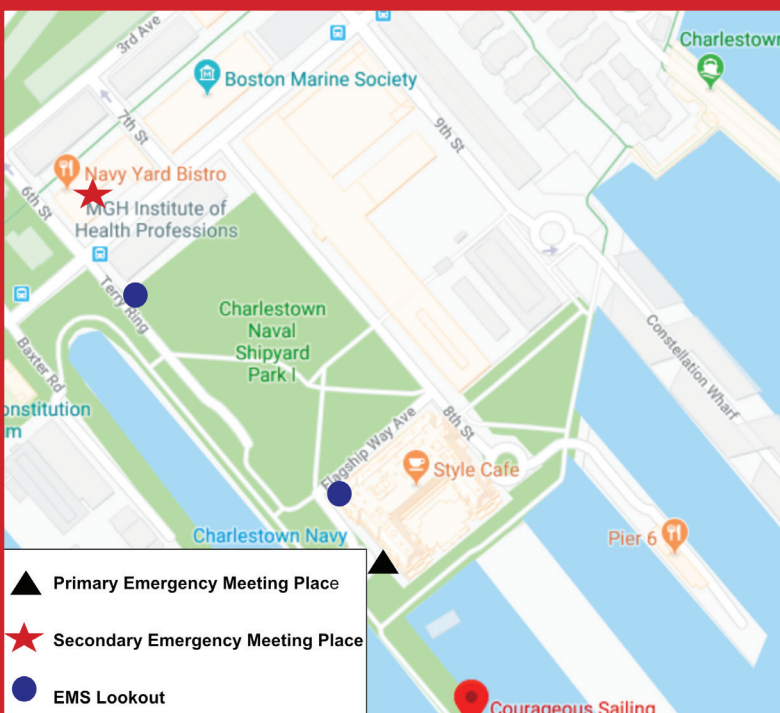 3rd Ave
Charlestown
Boston Marine Society
7th St
9th St
Navy Yard Bistro
6th St
MGH Institute of
Health Professions
Terry Ring
Charlestown
Naval
Shipyard
Park I
Constellation Wharf
Baxter Rd
onstitution
m
8th St
Flagship Way Ave
Style Cafe
Charlestown Navy
Pier 6
Primary Emergency Meeting Place
Secondary Emergency Meeting Place
EMS Lookout
Courageous Sailing